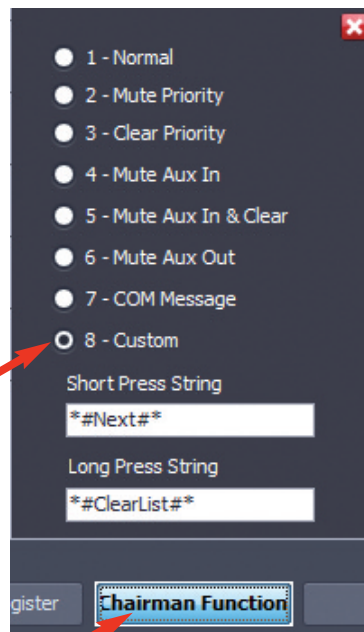 1 - Normal
2 - Mute Priority
3 - Clear Priority
4 - Mute Aux In
5 - Mute Aux In & Clear
6 - Mute Aux Out
7 - COM Message
8 - Custom
Short Press String
*#Next#*
Long Press String
*#ClearList#*
gister Chairman Function